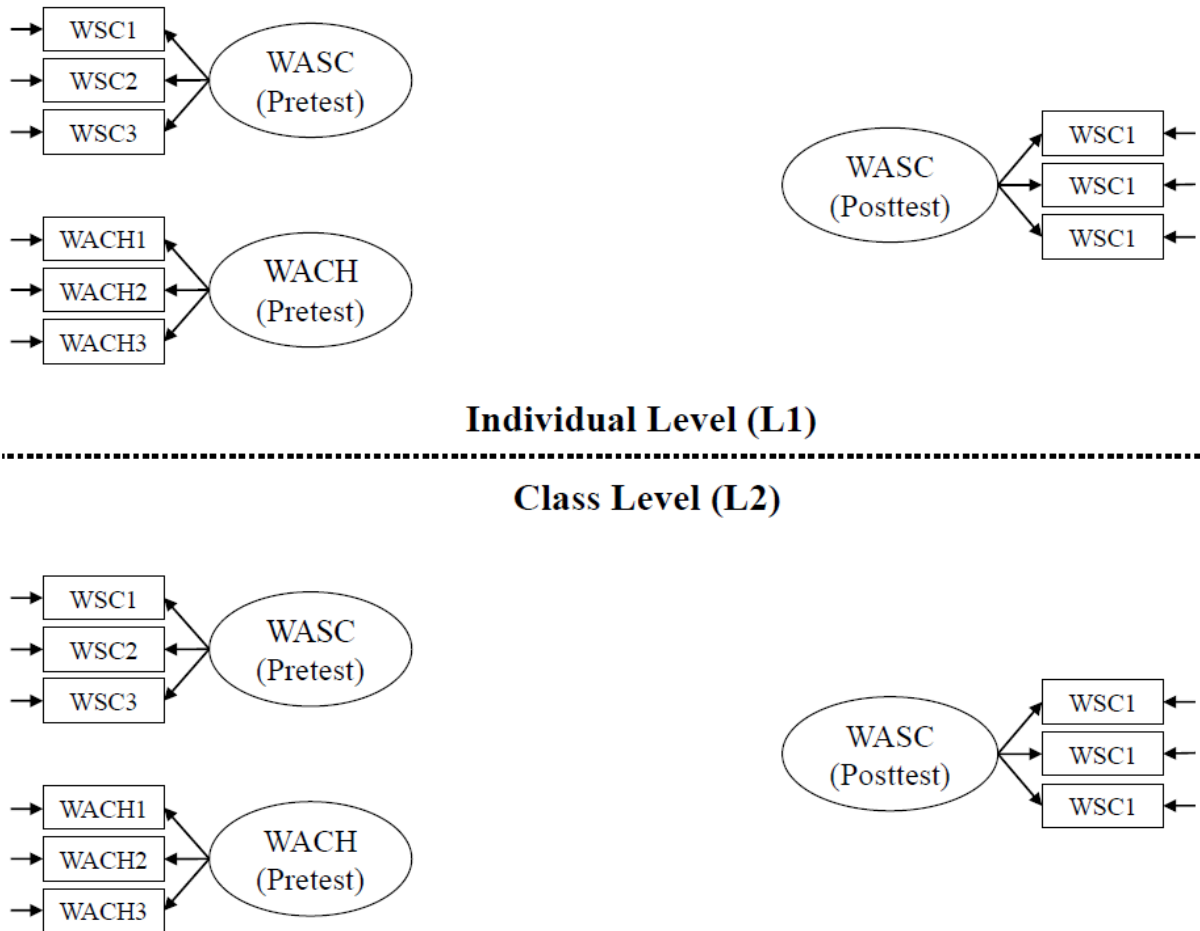 WSC1
WSC2
WSC3
WASC
(Pretest)
WACH1
WACH2
WACH3
WACH
(Pretest)
WASC
(Posttest)
WSC1
WSC1
WSC1
Individual Level (L1)
Class Level (L2)
WSC1
WSC2
WSC3
WASC
(Pretest)
WACH1
WACH2
WACH3
WACH
(Pretest)
WASC
(Posttest)
WSC1
WSC1
WSC1